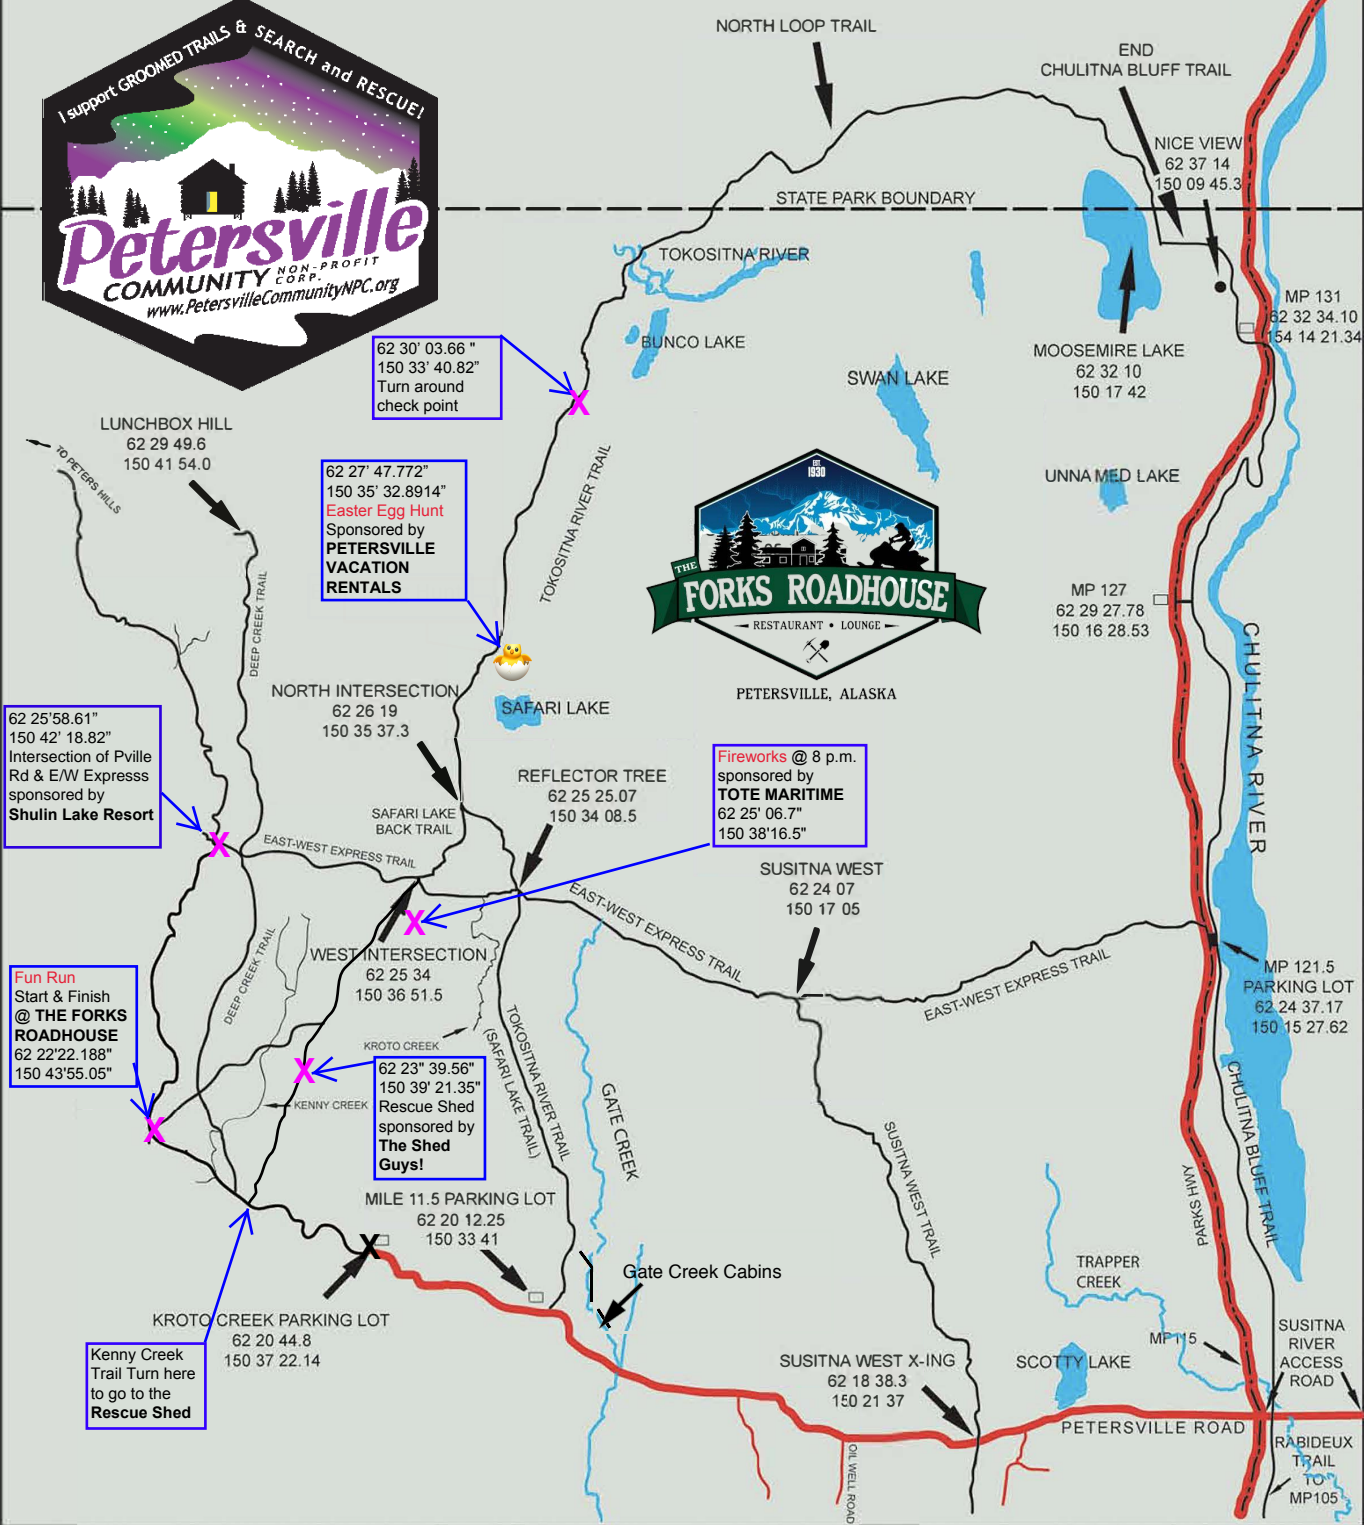 I support GROOMED TRAILS & SEARCH and RESCUE!
Petersville
COMMUNITY NON-PROFIT CORP.
www.PetersvilleCommunityNPC.org
NORTH LOOP TRAIL
END
CHULITNA BLUFF TRAIL
NICE VIEW
62 37 14
150 09 45.3
STATE PARK BOUNDARY
TOKOSITNA RIVER
MP 131
62 32 34.10
154 14 21.34
BUNCO LAKE
MOOSEMIRE LAKE
62 32 10
150 17 42
SWAN LAKE
62 30' 03.66 "
150 33' 40.82"
Turn around
check point
LUNCHBOX HILL
62 29 49.6
150 41 54.0
TO PETERS HILLS
62 27' 47.772"
150 35' 32.8914"
Easter Egg Hunt
Sponsored by
PETERSVILLE
VACATION
RENTALS
TOKOSITNA RIVER TRAIL
EST.
1930
THE
FORKS ROADHOUSE
RESTAURANT • LOUNGE
PETERSVILLE, ALASKA
UNNAMED LAKE
MP 127
62 29 27.78
150 16 28.53
DEEP CREEK TRAIL
CHULITNA RIVER
NORTH INTERSECTION
62 26 19
150 35 37.3
SAFARI LAKE
62 25'58.61"
150 42' 18.82"
Intersection of Pville
Rd & E/W Expresss
sponsored by
Shulin Lake Resort
REFLECTOR TREE
62 25 25.07
150 34 08.5
Fireworks @ 8 p.m.
sponsored by
TOTE MARITIME
62 25' 06.7"
150 38'16.5"
SAFARI LAKE
BACK TRAIL
EAST-WEST EXPRESS TRAIL
EAST-WEST EXPRESS TRAIL
SUSITNA WEST
62 24 07
150 17 05
WEST INTERSECTION
62 25 34
150 36 51.5
EAST-WEST EXPRESS TRAIL
MP 121.5
PARKING LOT
62 24 37.17
150 15 27.62
DEEP CREEK TRAIL
Fun Run
Start & Finish
@ THE FORKS
ROADHOUSE
62 22'22.188"
150 43'55.05"
KROTO CREEK
62 23" 39.56"
150 39' 21.35"
Rescue Shed
sponsored by
The Shed
Guys!
KENNY CREEK
TOKOSITNA RIVER TRAIL
(SAFARI LAKE TRAIL)
GATE CREEK
SUSITNA WEST TRAIL
CHULITNA BLUFF TRAIL
PARKS HWY
MILE 11.5 PARKING LOT
62 20 12.25
150 33 41
Gate Creek Cabins
TRAPPER
CREEK
KROTO CREEK PARKING LOT
62 20 44.8
150 37 22.14
Kenny Creek
Trail Turn here
to go to the
Rescue Shed
SUSITNA WEST X-ING
62 18 38.3
150 21 37
SCOTTY LAKE
MP115
SUSITNA
RIVER
ACCESS
ROAD
PETERSVILLE ROAD
OIL WELL ROAD
RABIDEUX
TRAIL
TO
MP105